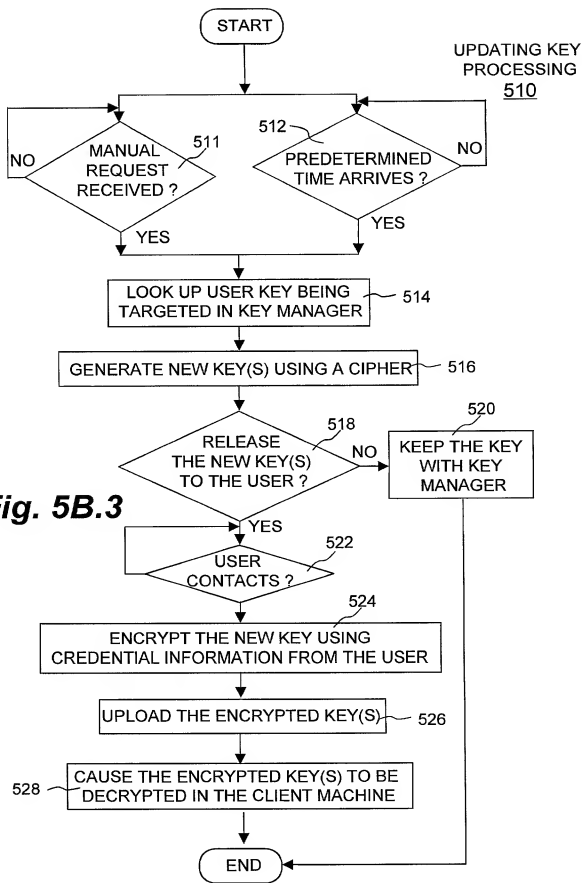 START
UPDATING KEY
PROCESSING
510
NO
MANUAL
REQUEST
RECEIVED ?
511
512
PREDETERMINED
TIME ARRIVES ?
NO
YES
YES
LOOK UP USER KEY BEING
TARGETED IN KEY MANAGER
514
GENERATE NEW KEY(S) USING A CIPHER
516
RELEASE
THE NEW KEY(S)
TO THE USER ?
518
NO
520
KEEP THE KEY
WITH KEY
MANAGER
ig. 5B.3
YES
USER
CONTACTS ?
522
524
ENCRYPT THE NEW KEY USING
CREDENTIAL INFORMATION FROM THE USER
UPLOAD THE ENCRYPTED KEY(S)
526
528
CAUSE THE ENCRYPTED KEY(S) TO BE
DECRYPTED IN THE CLIENT MACHINE
END